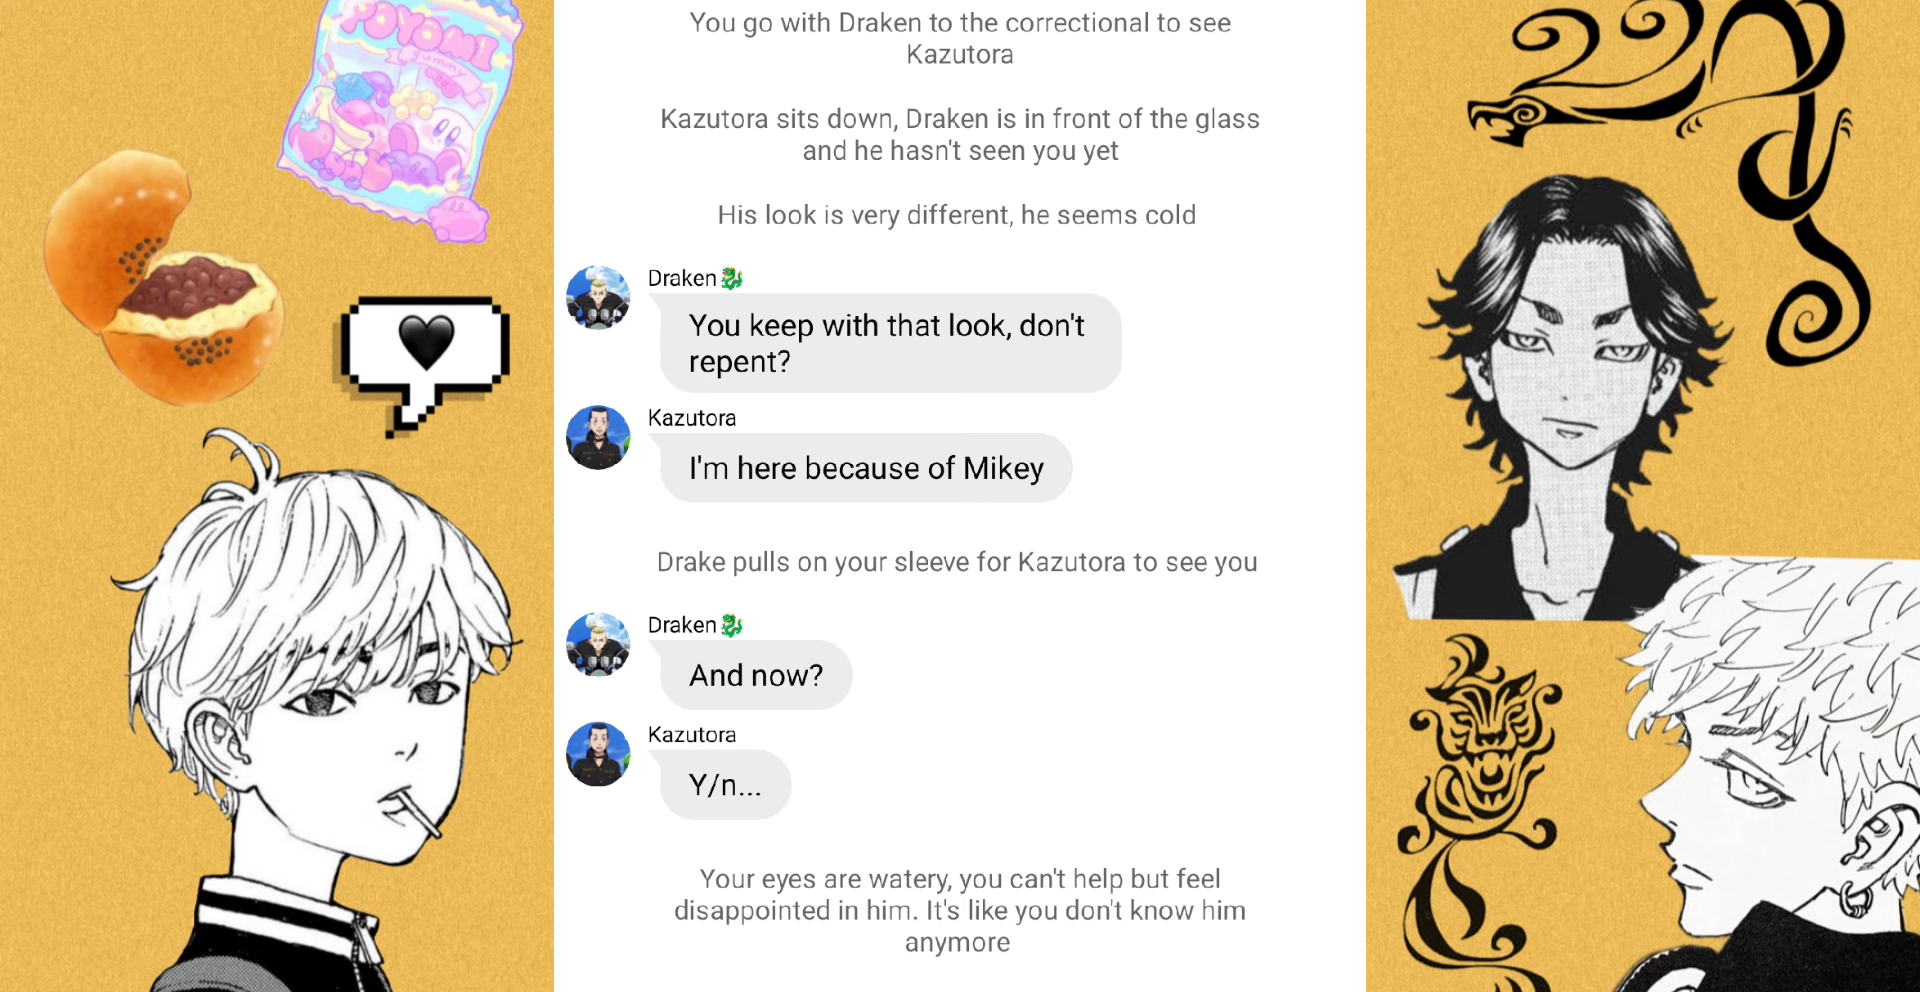 POYOMI
gummy
You go with Draken to the correctional to see
Kazutora
Kazutora sits down, Draken is in front of the glass
and he hasn't seen you yet
His look is very different, he seems cold
Draken🐉
You keep with that look, don't
repent?
Kazutora
I'm here because of Mikey
Drake pulls on your sleeve for Kazutora to see you
Draken🐉
And now?
Kazutora
Y/n...
Your eyes are watery, you can't help but feel
disappointed in him. It's like you don't know him
anymore